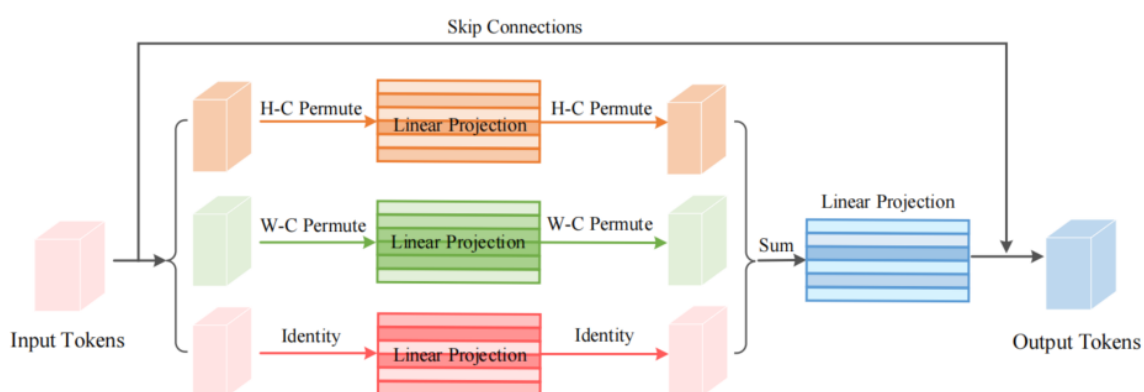 Skip Connections
H-C Permute
Linear Projection
H-C Permute
W-C Permute
Linear Projection
W-C Permute
Identity
Linear Projection
Identity
Sum
Linear Projection
Input Tokens
Output Tokens